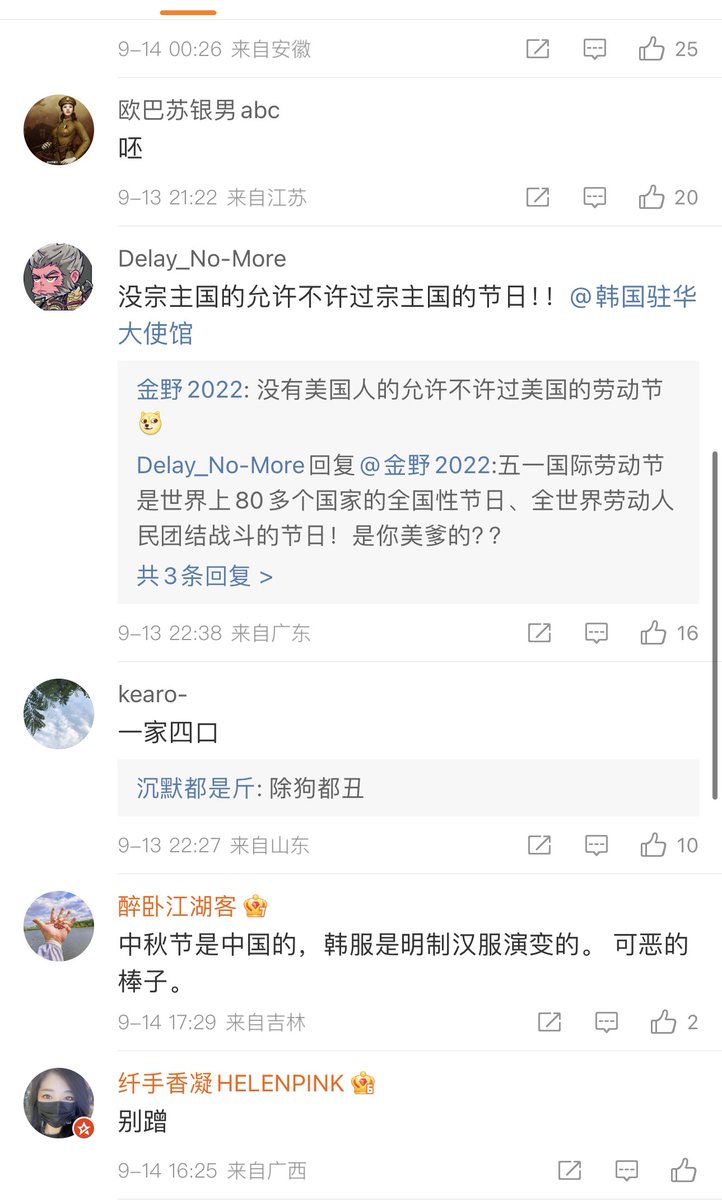 9-14 00:26 来自安徽
25
欧巴苏银男abc
呸
9-13 21:22 来自江苏
20
Delay_No-More
没宗主国的允许不许过宗主国的节日!! @韩国驻华
大使馆
金野2022: 没有美国人的允许不许过美国的劳动节
Delay_No-More回复@金野2022:五一国际劳动节
是世界上80多个国家的全国性节日、全世界劳动人
民团结战斗的节日！是你美爹的??
共3条回复 >
9-13 22:38 来自广东
16
kearo-
一家四口
沉默都是斤: 除狗都丑
9-13 22:27 来自山东
10
醉卧江湖客
中秋节是中国的，韩服是明制汉服演变的。 可恶的
棒子。
9-14 17:29 来自吉林
2
纤手香凝HELENPINK
别蹭
9-14 16:25 来自广西